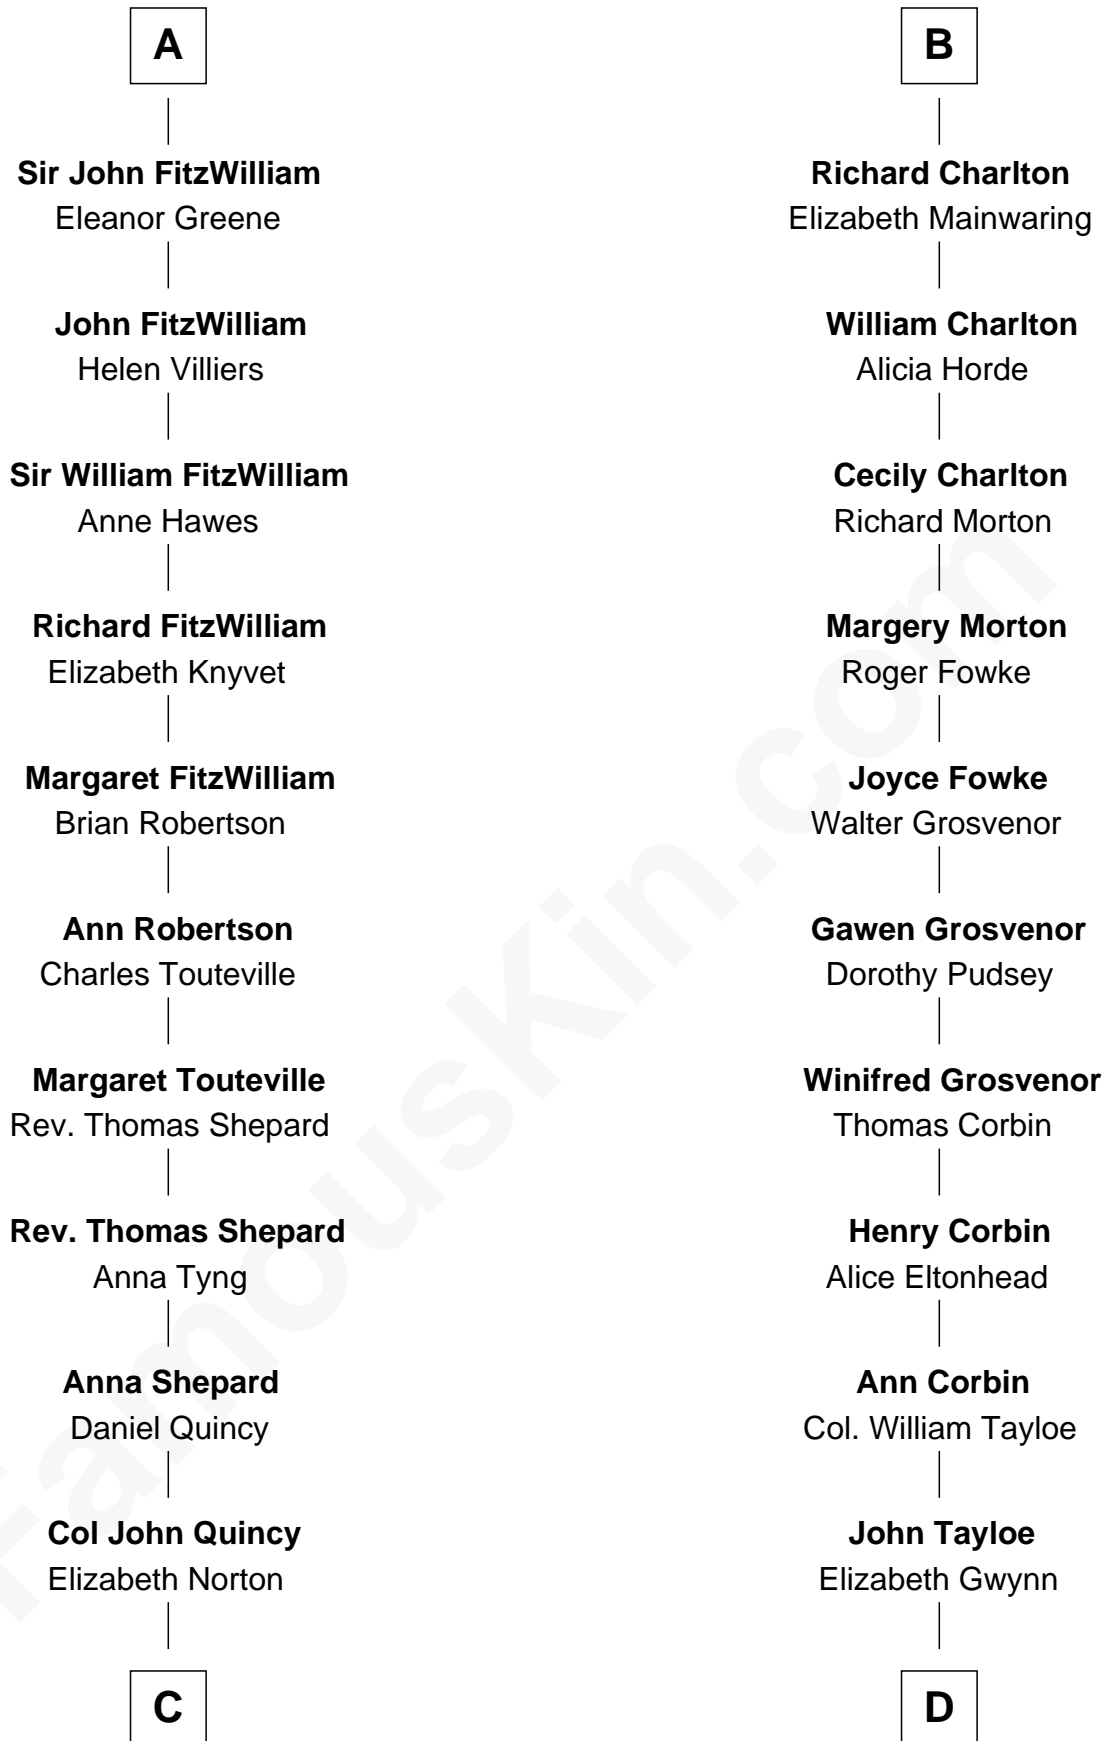 A
Sir John FitzWilliam
Eleanor Greene
John FitzWilliam
Helen Villiers
Sir William FitzWilliam
Anne Hawes
Richard FitzWilliam
Elizabeth Knyvet
Margaret FitzWilliam
Brian Robertson
Ann Robertson
Charles Touteville
Margaret Touteville
Rev. Thomas Shepard
Rev. Thomas Shepard
Anna Tyng
Anna Shepard
Daniel Quincy
Col John Quincy
Elizabeth Norton
C
B
Richard Charlton
Elizabeth Mainwaring
William Charlton
Alicia Horde
Cecily Charlton
Richard Morton
Margery Morton
Roger Fowke
Joyce Fowke
Walter Grosvenor
Gawen Grosvenor
Dorothy Pudsey
Winifred Grosvenor
Thomas Corbin
Henry Corbin
Alice Eltonhead
Ann Corbin
Col. William Tayloe
John Tayloe
Elizabeth Gwynn
D
FamousKin.com